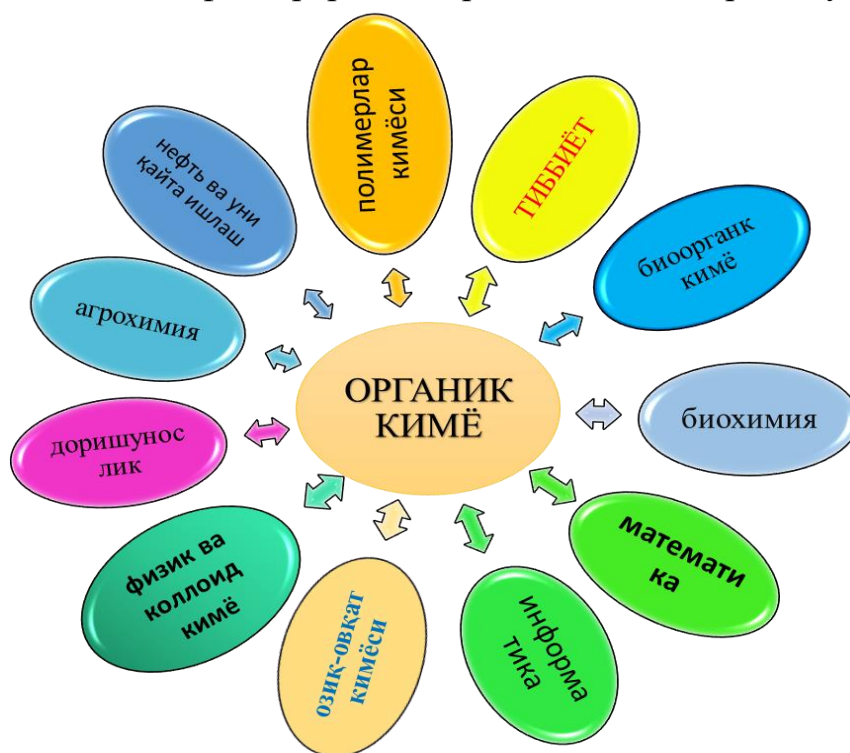 полимерлар
кимёси
ТИББИЁТ
биоорганк
кимё
биохимия
математи
ка
информа
тика
озиқ-овқат
кимёси
физик ва
коллоид
кимё
доришунос
лик
агрохимия
нефть ва уни
қайта ишлаш
ОРГАНИК
КИМЁ